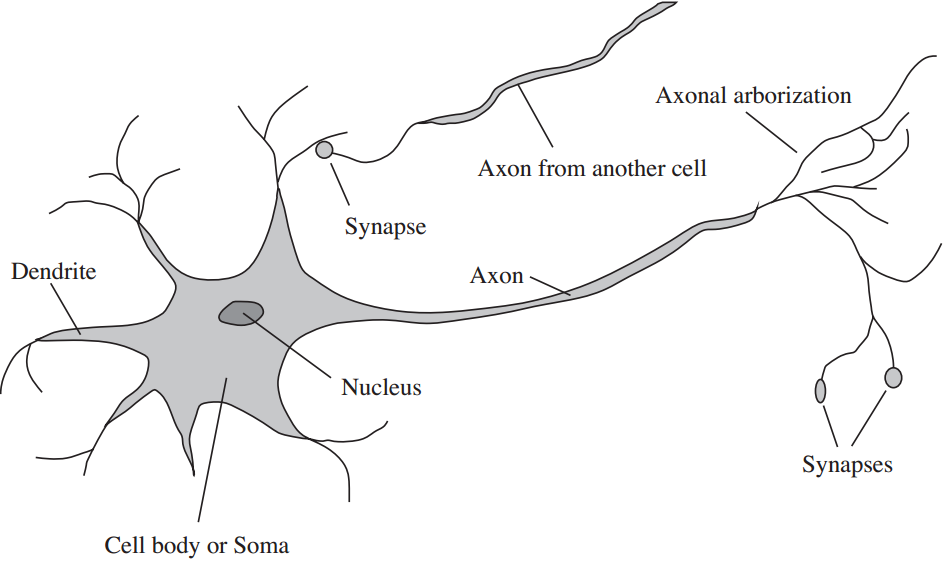 Axonal arborization
Axon from another cell
Synapse
Dendrite
Axon
Nucleus
Synapses
Cell body or Soma